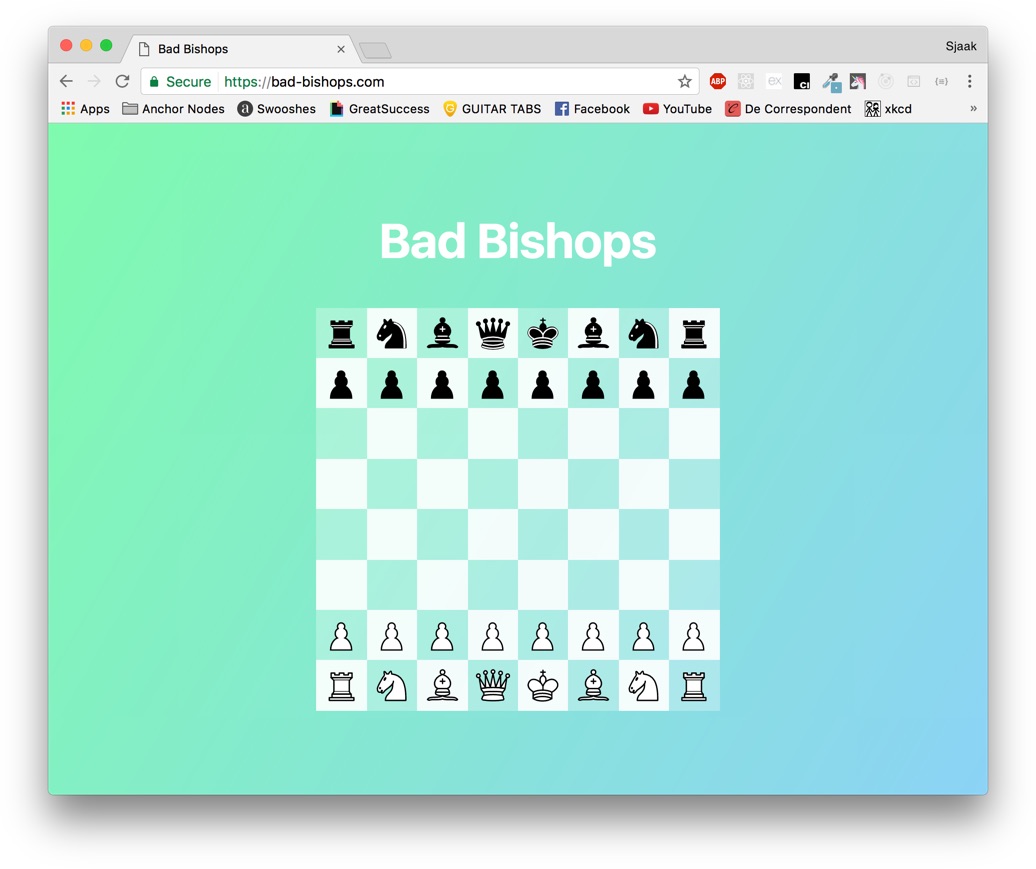 Bad Bishops
Sjaak
Secure https://bad-bishops.com
ABP
ex
Apps Anchor Nodes a Swooshes GreatSuccess G GUITAR TABS f Facebook YouTube C De Correspondent xkcd »
Bad Bishops